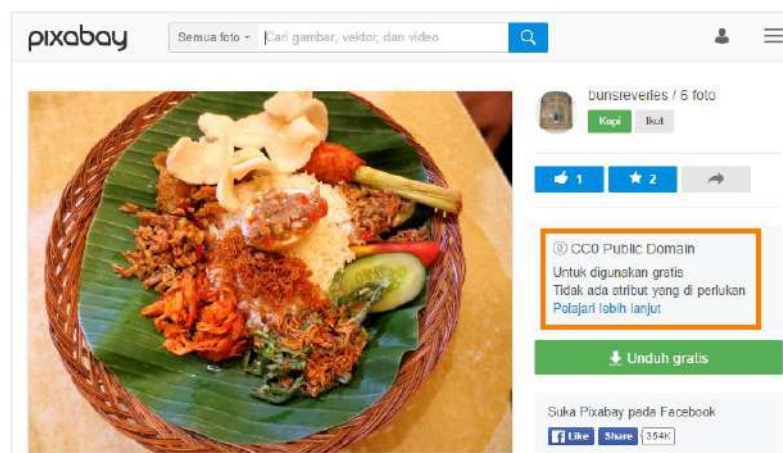 pixabay
Semua foto
Cari gambar, vektor, dan video
bunsreveries / 6 foto
Kopi Ikut
1 2
CC0 Public Domain
Untuk digunakan gratis
Tidak ada atribut yang di perlukan
Pelajari lebih lanjut
Unduh gratis
Suka Pixabay pada Facebook
Like Share 354K